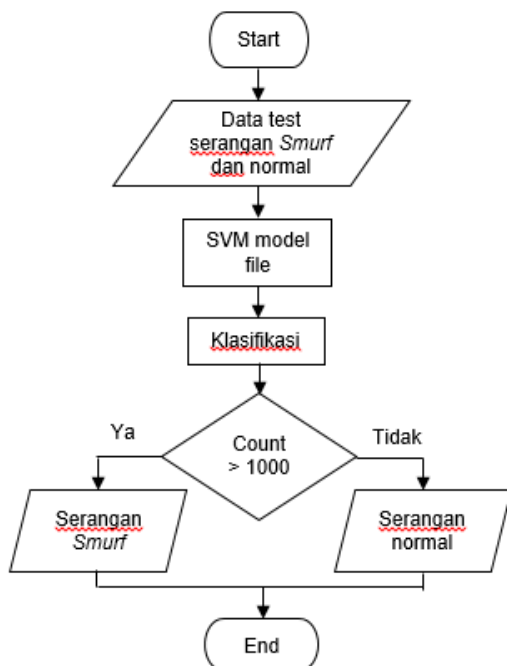 Start
Data test
serangan Smurf
dan normal
SVM model
file
Klasifikasi
Ya
Count
> 1000
Tidak
Serangan
Smurf
Serangan
normal
End